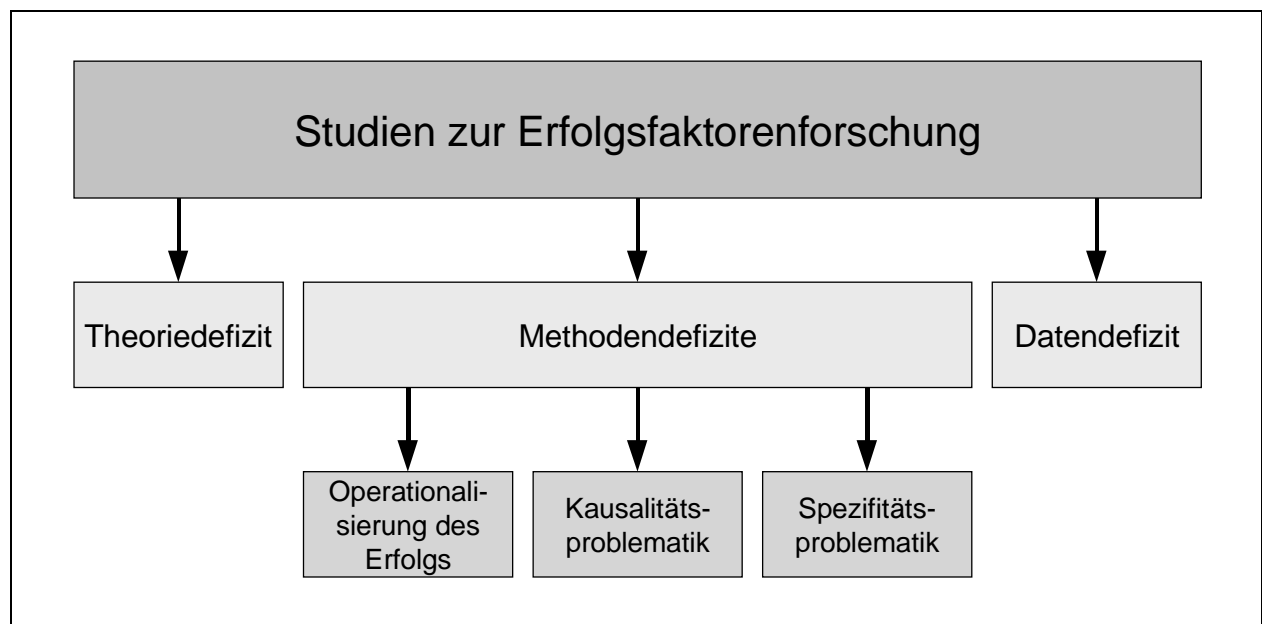 Studien zur Erfolgsfaktorenforschung
Theoriedefizit
Methodendefizite
Datendefizit
Operationali-
sierung des
Erfolgs
Kausalitäts-
problematik
Spezifitäts-
problematik